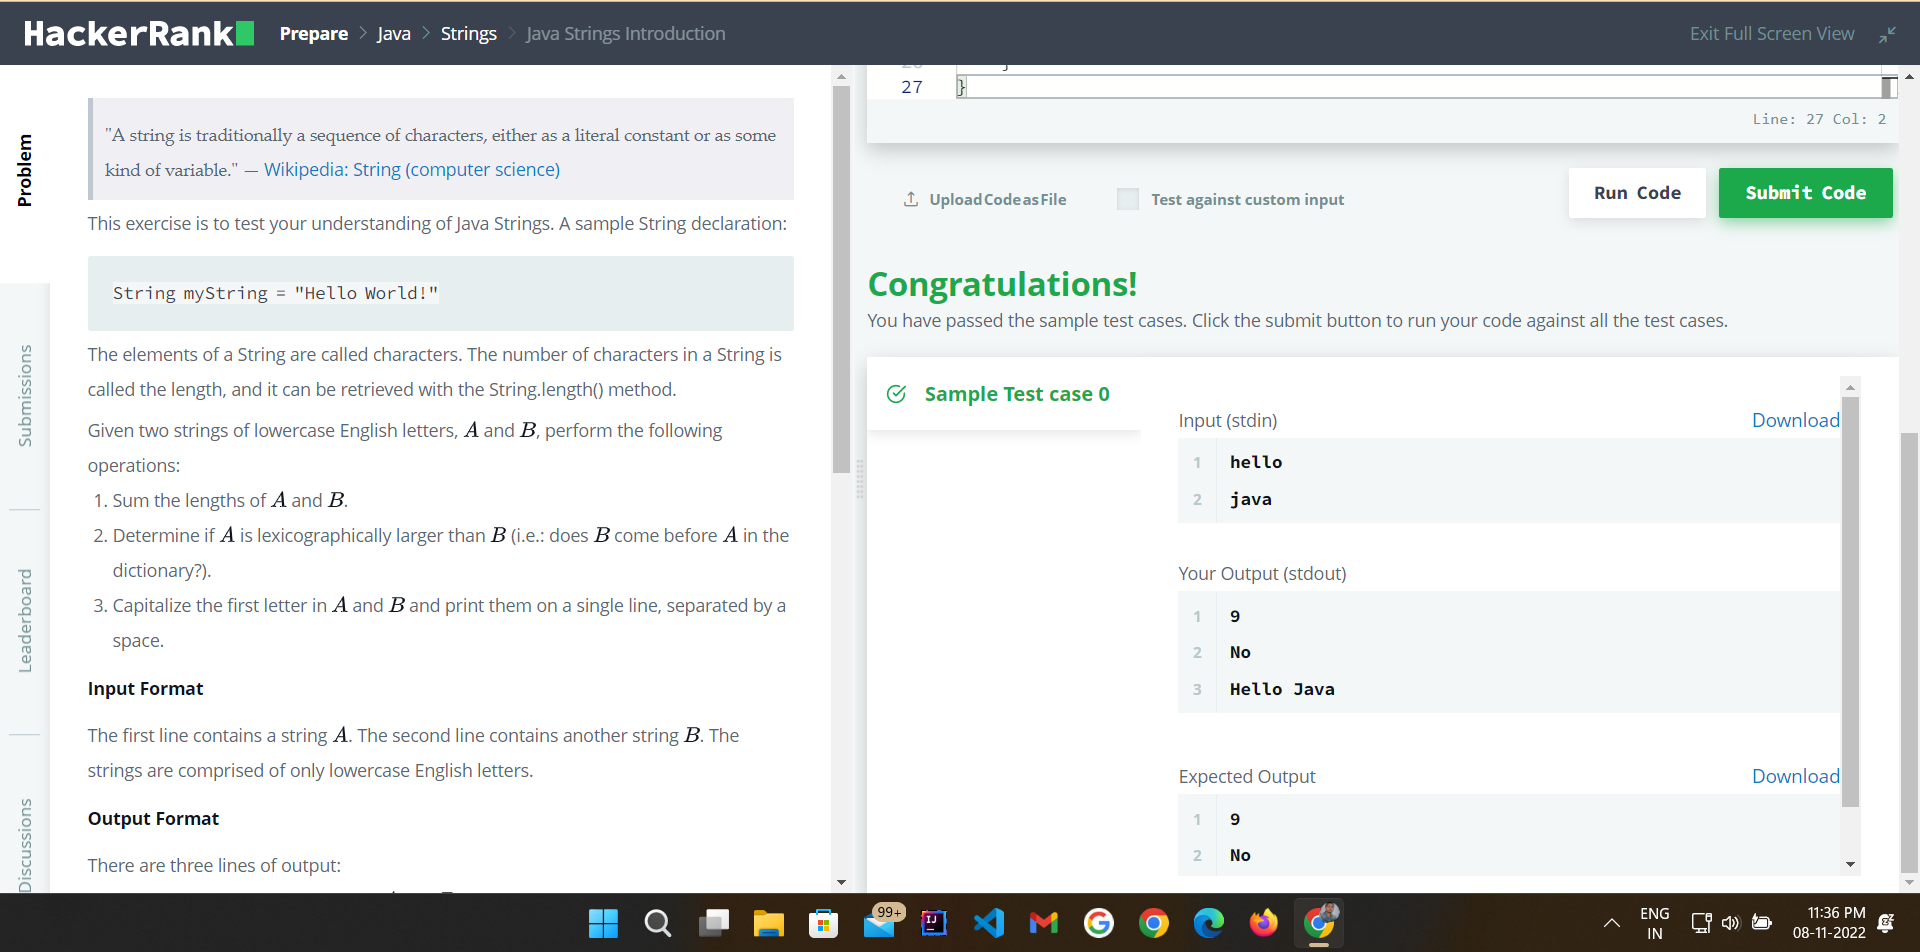 HackerRank
Prepare > Java > Strings > Java Strings Introduction
Exit Full Screen View
Problem
Submissions
Leaderboard
Discussions
"A string is traditionally a sequence of characters, either as a literal constant or as some
kind of variable." — Wikipedia: String (computer science)
This exercise is to test your understanding of Java Strings. A sample String declaration:
String myString = "Hello World!"
The elements of a String are called characters. The number of characters in a String is
called the length, and it can be retrieved with the String.length() method.
Given two strings of lowercase English letters, A and B, perform the following
operations:
1. Sum the lengths of A and B.
2. Determine if A is lexicographically larger than B (i.e.: does B come before A in the
dictionary?).
3. Capitalize the first letter in A and B and print them on a single line, separated by a
space.
Input Format
The first line contains a string A. The second line contains another string B. The
strings are comprised of only lowercase English letters.
Output Format
There are three lines of output:
27 }
Line: 27 Col: 2
Upload Code as File
Test against custom input
Run Code
Submit Code
Congratulations!
You have passed the sample test cases. Click the submit button to run your code against all the test cases.
Sample Test case 0
Input (stdin)
Download
1 hello
2 java
Your Output (stdout)
1 9
2 No
3 Hello Java
Expected Output
Download
1 9
2 No
99+
IJ
ENG
IN
11:36 PM
08-11-2022